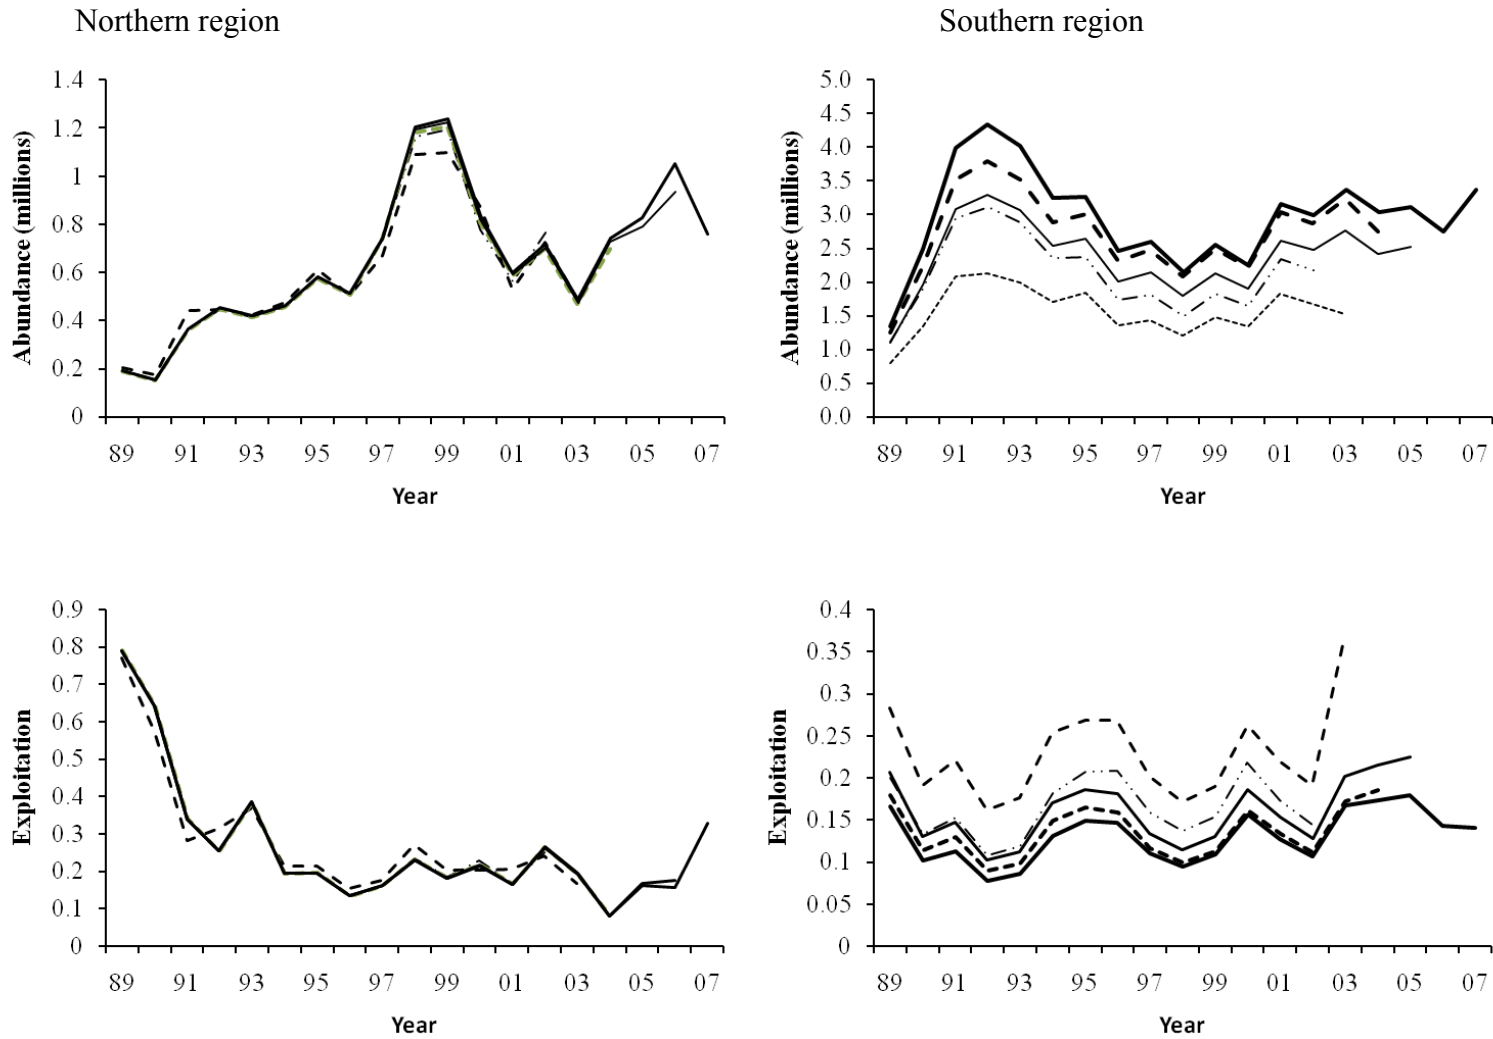 Northern region
Southern region
Abundance (millions)
1.4
1.2
1
0.8
0.6
0.4
0.2
0
89 91 93 95 97 99 01 03 05 07
Year
Abundance (millions)
5.0
4.5
4.0
3.5
3.0
2.5
2.0
1.5
1.0
0.5
0.0
89 91 93 95 97 99 01 03 05 07
Year
Exploitation
0.9
0.8
0.7
0.6
0.5
0.4
0.3
0.2
0.1
0
89 91 93 95 97 99 01 03 05 07
Year
Exploitation
0.4
0.35
0.3
0.25
0.2
0.15
0.1
0.05
0
89 91 93 95 97 99 01 03 05 07
Year